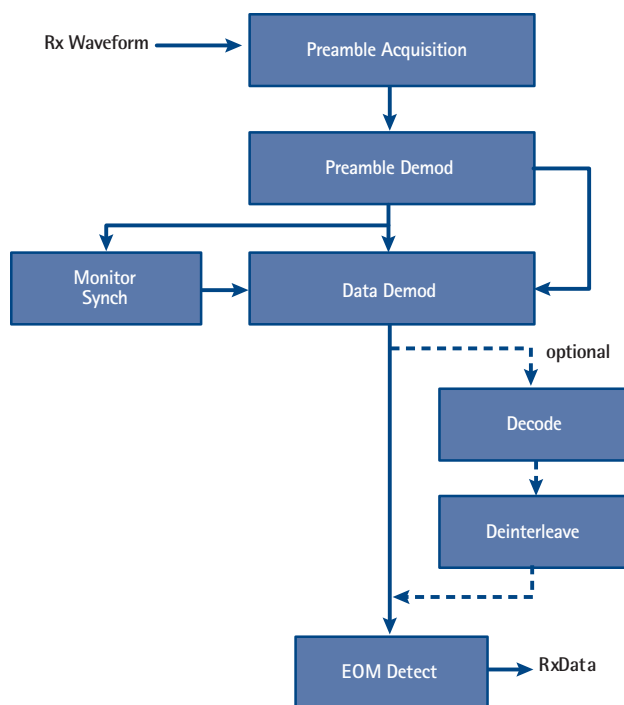 Rx Waveform
Preamble Acquisition
Preamble Demod
Monitor
Synch
Data Demod
optional
Decode
Deinterleave
EOM Detect
RxData